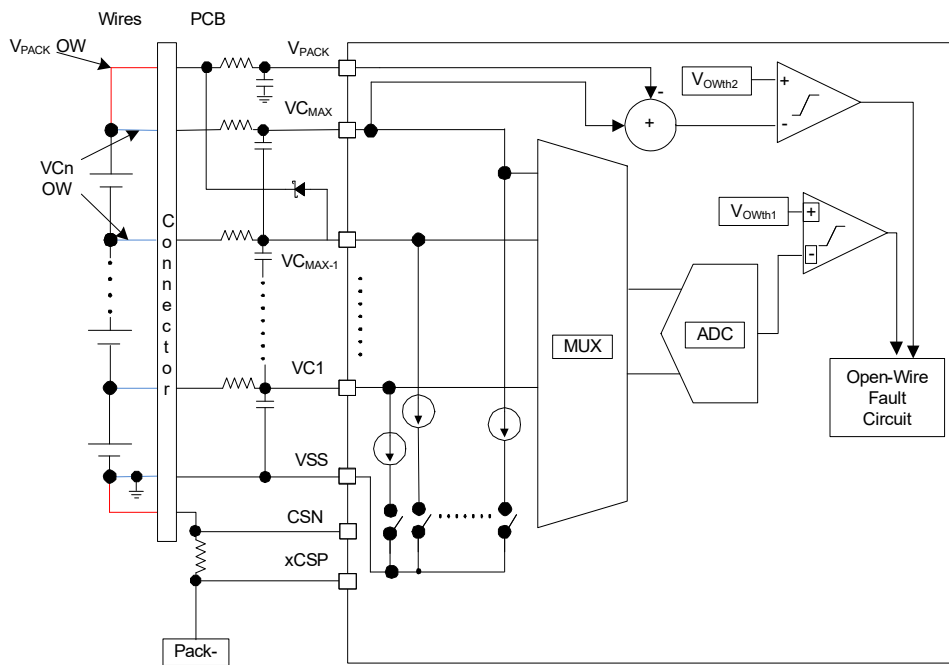 Wires
PCB
VPACK OW
VPACK
VCMAX
VCn
OW
Connector
VCMAX-1
VC1
VSS
CSN
xCSP
Pack-
VOWth2
+
-
-
+
VOWth1
+
-
MUX
ADC
Open-Wire
Fault
Circuit